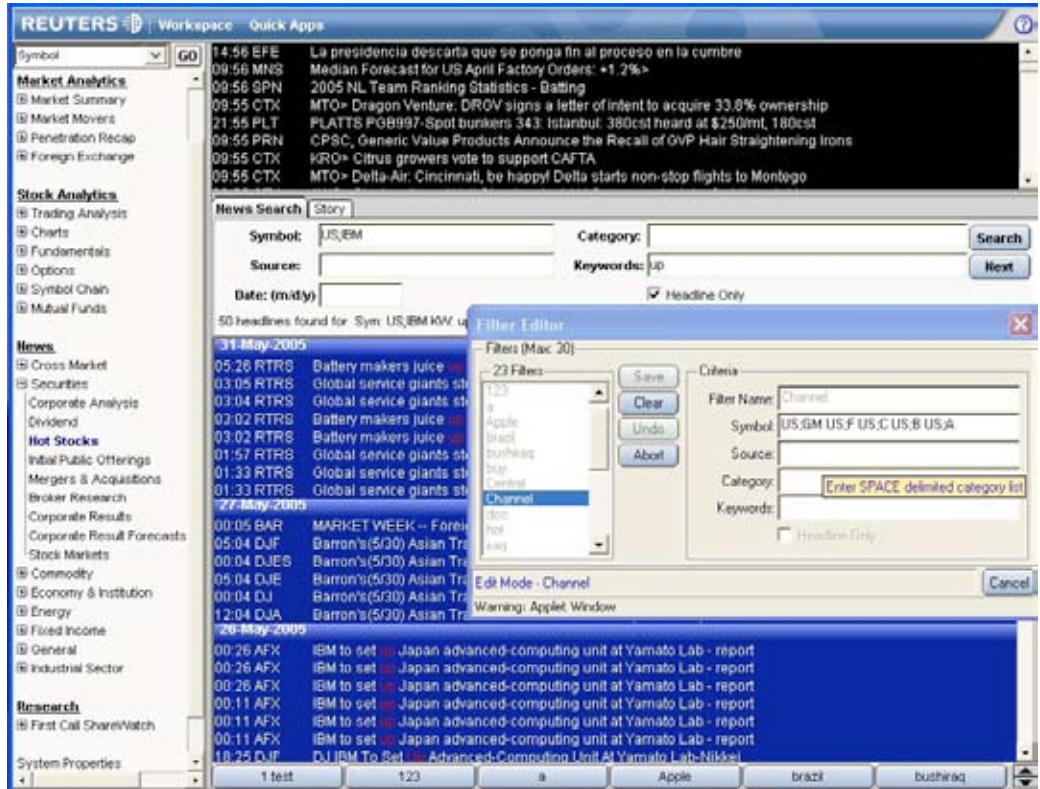 REUTERS Workspace Quick Apps
Symbol GO
Market Analytics
Market Summary
Market Movers
Penetration Recap
Foreign Exchange
Stock Analytics
Trading Analysis
Charts
Fundamentals
Options
Symbol Chain
Mutual Funds
News
Cross Market
Securities
Corporate Analysis
Dividend
Hot Stocks
Initial Public Offerings
Mergers & Acquisitions
Broker Research
Corporate Results
Corporate Result Forecasts
Stock Markets
Commodity
Economy & Institution
Energy
Fixed Income
General
Industrial Sector
Research
First Call ShareWatch
System Properties
14:56 EFE La presidencia descarta que se ponga fin al proceso en la cumbre
09:56 MNS Median Forecast for US April Factory Orders: +1.2%>
09:56 SPN 2005 NL Team Ranking Statistics - Batting
09:55 CTX MTO> Dragon Venture: DRGV signs a letter of intent to acquire 33.8% ownership
21:55 PLT PLATTS PGB997-Spot bunkers 343: Istanbul: 380cst heard at $250/mt, 180cst
09:55 PRN CPSC, Generic Value Products Announce the Recall of GVP Hair Straightening Irons
09:55 CTX KRO> Citrus growers vote to support CAFTA
09:55 CTX MTO> Delta-Air: Cincinnati, be happy! Delta starts non-stop flights to Montego
News Search Story
Symbol: US;IBM Category: Search
Source: Keywords: up Next
Date: (m/d/y) Headline Only
50 headlines found for Sym: US;IBM KW: up
31-May-2005
05:26 RTRS Battery makers juice up
03:05 RTRS Global service giants st
03:04 RTRS Global service giants st
03:02 RTRS Battery makers juice up
03:02 RTRS Battery makers juice up
01:57 RTRS Global service giants st
01:33 RTRS Global service giants st
01:33 RTRS Global service giants st
27-May-2005
00:05 BAR MARKET WEEK -- Forei
05:04 DJF Barron's(5/30) Asian Tra
00:04 DJES Barron's(5/30) Asian Tra
05:04 DJE Barron's(5/30) Asian Tra
00:04 DJ Barron's(5/30) Asian Tra
12:04 DJA Barron's(5/30) Asian Tra
26-May-2005
00:26 AFX IBM to set up Japan advanced-computing unit at Yamato Lab - report
00:26 AFX IBM to set up Japan advanced-computing unit at Yamato Lab - report
00:26 AFX IBM to set up Japan advanced-computing unit at Yamato Lab - report
00:11 AFX IBM to set up Japan advanced-computing unit at Yamato Lab - report
00:11 AFX IBM to set up Japan advanced-computing unit at Yamato Lab - report
00:11 AFX IBM to set up Japan advanced-computing unit at Yamato Lab - report
18:25 DJF DJ IBM To Set Up Advanced-Computing Unit At Yamato Lab-Nikkei
Filter Editor
Filters (Max: 30)
23 Filters
123
a
Apple
brazil
bushiraq
buy
Central
Channel
doc
hot
iraq
Save
Clear
Undo
Abort
Criteria
Filter Name: Channel
Symbol: US;GM US;F US;C US;B US;A
Source:
Category:
Enter SPACE delimited category list
Keywords:
Headline Only
Edit Mode - Channel Cancel
Warning: Applet Window
1 test 123 a Apple brazil bushiraq